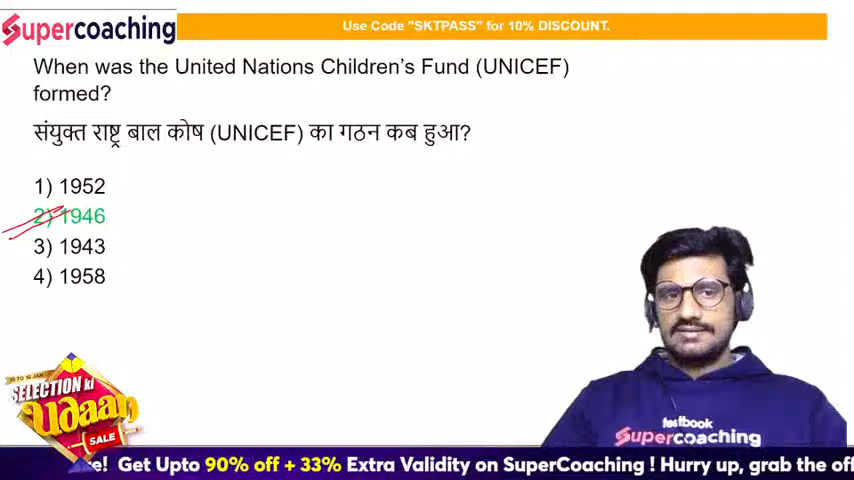 Supercoaching
Use Code "SKTPASS" for 10% DISCOUNT.
When was the United Nations Children's Fund (UNICEF)
formed?
संयुक्त राष्ट्र बाल कोष (UNICEF) का गठन कब हुआ?
1) 1952
2) 1946
3) 1943
4) 1958
SELECTION ki
udaan
SALE
testbook
Supercoaching
e! Get Upto 90% off + 33% Extra Validity on SuperCoaching ! Hurry up, grab the off